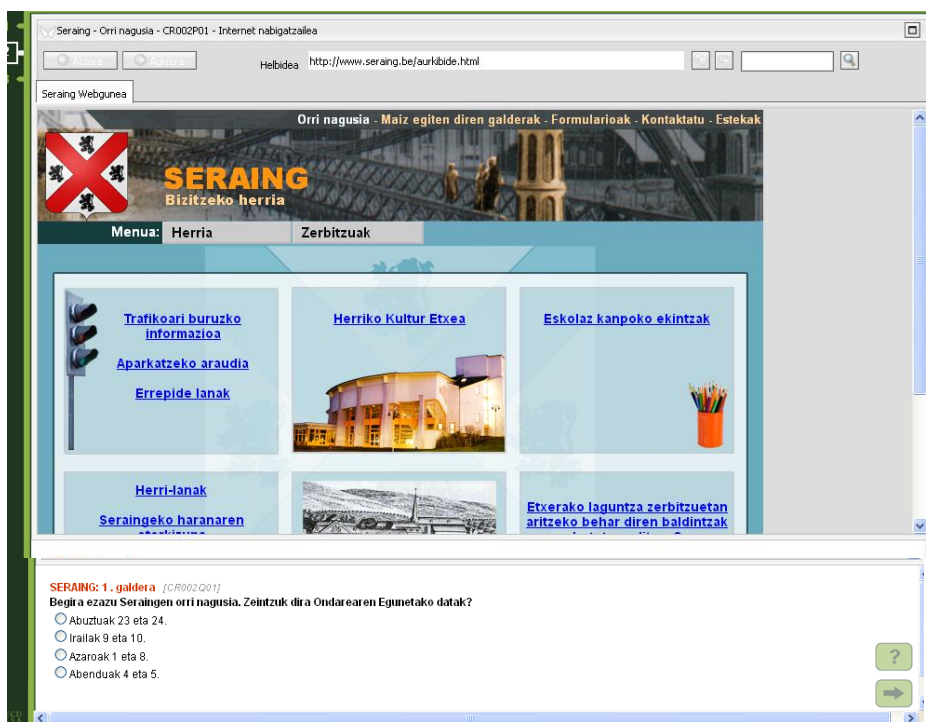 Seraing - Orri nagusia - CR002P01 - Internet nabigatzailea
Atzera Aurrera Helbidea http://www.seraing.be/aurkibide.html
Seraing Webgunea
Orri nagusia - Maiz egiten diren galderak - Formularioak - Kontaktatu - Estekak
SERAING
Bizitzeko herria
Menua: Herria Zerbitzuak
Trafikoari buruzko
informazioa
Aparkatzeko araudia
Errepide lanak
Herriko Kultur Etxea
Eskolaz kanpoko ekintzak
Herri-lanak
Seraingeko haranaren
Etxerako laguntza zerbitzuetan
aritzeko behar diren baldintzak
SERAING: 1. galdera [CR002Q01]
Begira ezazu Seraingen orri nagusia. Zeintzuk dira Ondarearen Egunetako datak?
Abuztuak 23 eta 24.
Irailak 9 eta 10.
Azaroak 1 eta 8.
Abenduak 4 eta 5.
?